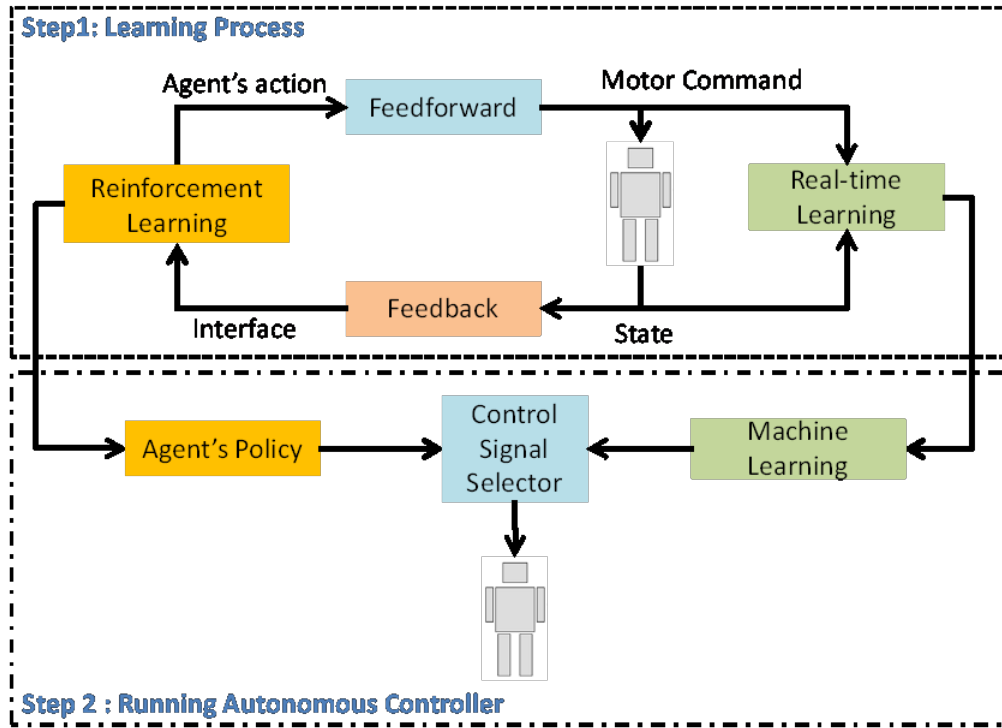 Step1: Learning Process
Agent's action
Motor Command
Feedforward
Reinforcement
Learning
Real-time
Learning
Feedback
Interface
State
Control
Signal
Selector
Agent's Policy
Machine
Learning
Step 2 : Running Autonomous Controller